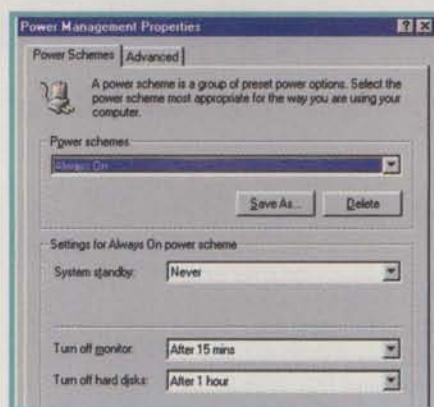 Power Management Properties
Power Schemes Advanced
A power scheme is a group of preset power options. Select the
power scheme most appropriate for the way you are using your
computer.
Power schemes
Always On
Save As... Delete
Settings for Always On power scheme
System standby: Never
Turn off monitor: After 15 mins
Turn off hard disks: After 1 hour